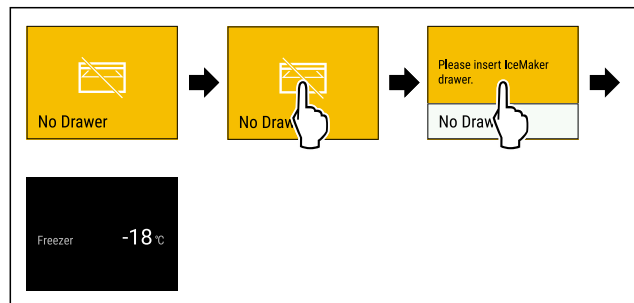 No Drawer
No Draw
Please insert IceMaker
drawer.
No Draw
Freezer -18 °C